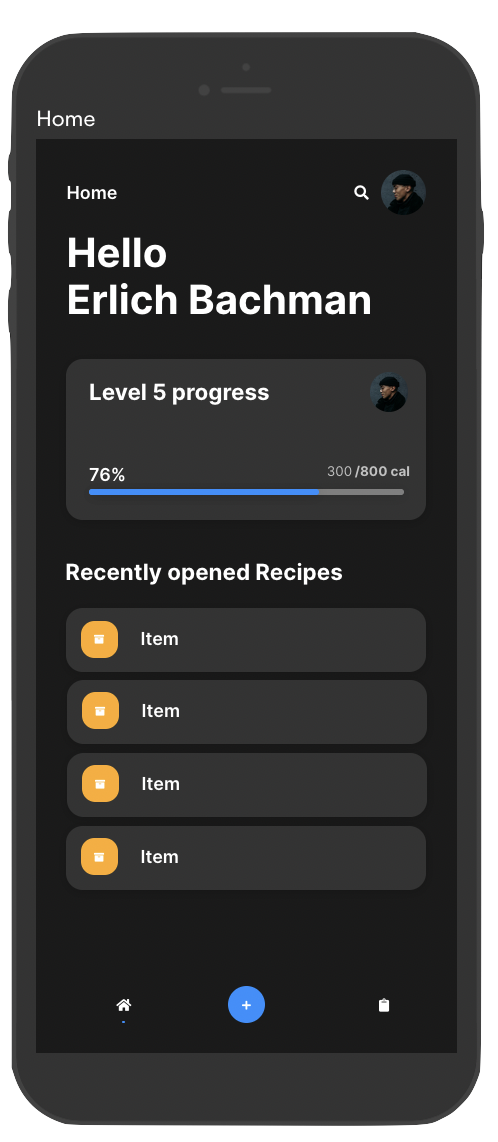 Home
Home
Hello
Erlich Bachman
Level 5 progress
76%
300 /800 cal
Recently opened Recipes
Item
Item
Item
Item